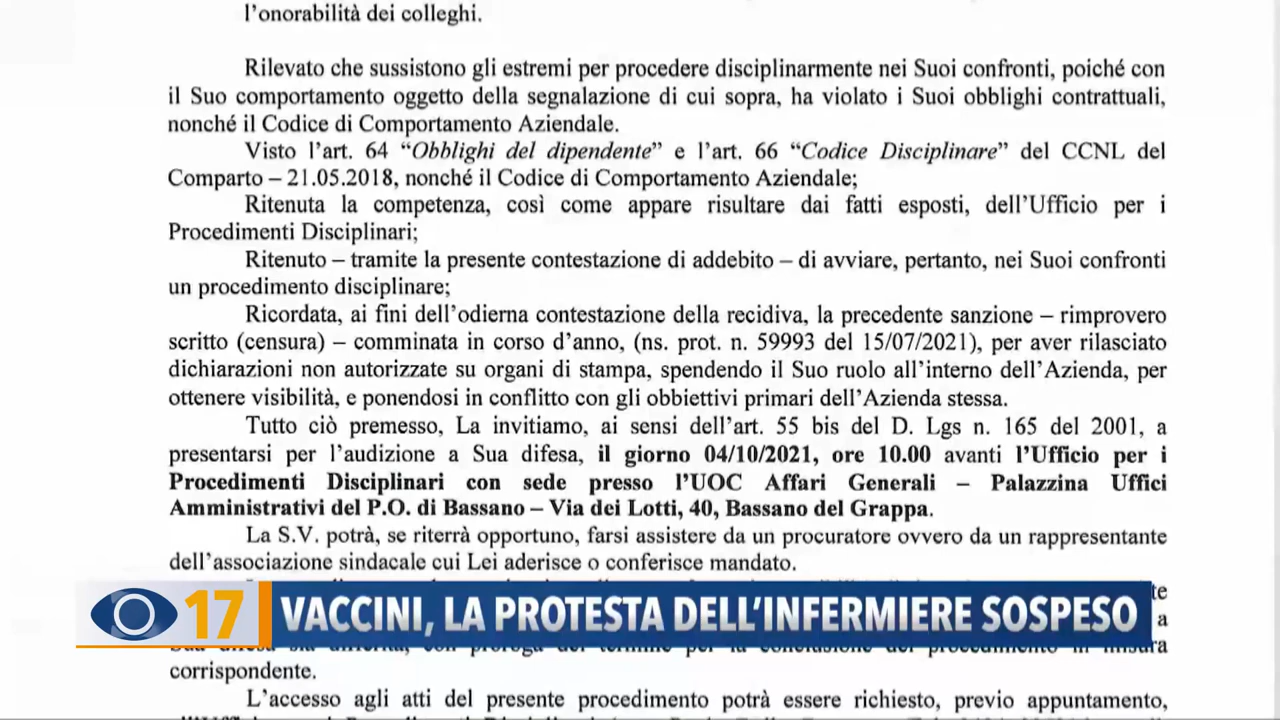 l'onorabilità dei colleghi.
Rilevato che sussistono gli estremi per procedere disciplinarmente nei Suoi confronti, poiché con
il Suo comportamento oggetto della segnalazione di cui sopra, ha violato i Suoi obblighi contrattuali,
nonché il Codice di Comportamento Aziendale.
Visto l'art. 64 “Obblighi del dipendente” e l'art. 66 “Codice Disciplinare” del CCNL del
Comparto – 21.05.2018, nonché il Codice di Comportamento Aziendale;
Ritenuta la competenza, così come appare risultare dai fatti esposti, dell'Ufficio per i
Procedimenti Disciplinari;
Ritenuto – tramite la presente contestazione di addebito – di avviare, pertanto, nei Suoi confronti
un procedimento disciplinare;
Ricordata, ai fini dell'odierna contestazione della recidiva, la precedente sanzione – rimprovero
scritto (censura) – comminata in corso d'anno, (ns. prot. n. 59993 del 15/07/2021), per aver rilasciato
dichiarazioni non autorizzate su organi di stampa, spendendo il Suo ruolo all'interno dell'Azienda, per
ottenere visibilità, e ponendosi in conflitto con gli obbiettivi primari dell'Azienda stessa.
Tutto ciò premesso, La invitiamo, ai sensi dell'art. 55 bis del D. Lgs n. 165 del 2001, a
presentarsi per l'audizione a Sua difesa, il giorno 04/10/2021, ore 10.00 avanti l'Ufficio per i
Procedimenti Disciplinari con sede presso l'UOC Affari Generali – Palazzina Uffici
Amministrativi del P.O. di Bassano – Via dei Lotti, 40, Bassano del Grappa.
La S.V. potrà, se riterrà opportuno, farsi assistere da un procuratore ovvero da un rappresentante
dell'associazione sindacale cui Lei aderisce o conferisce mandato.
17 VACCINI, LA PROTESTA DELL'INFERMIERE SOSPESO
a
corrispondente.
L'accesso agli atti del presente procedimento potrà essere richiesto, previo appuntamento,